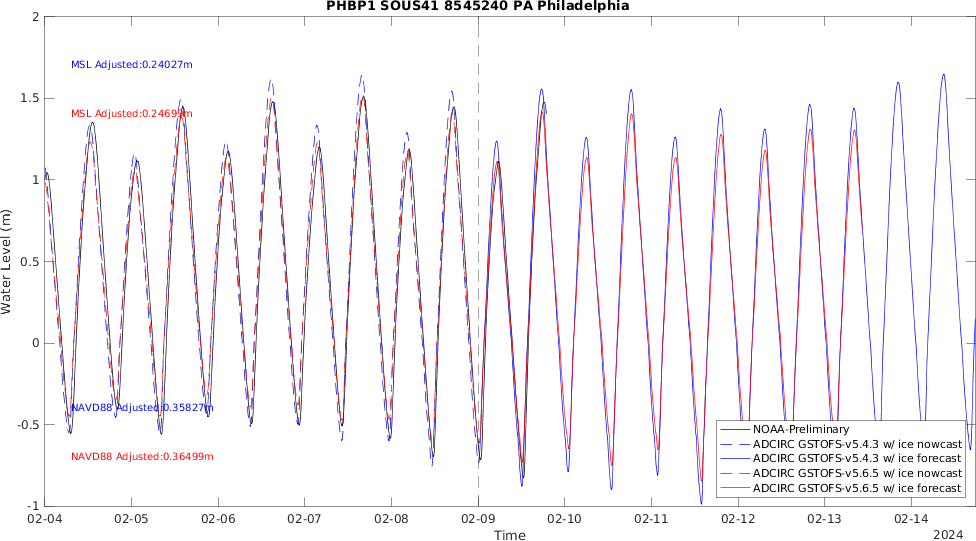 PHBP1 SOUS41 8545240 PA Philadelphia
2
MSL Adjusted:0.24027m
1.5
MSL Adjusted:0.24699m
1
Water Level (m)
0.5
0
NAVD88 Adjusted:0.35827m
-0.5
NAVD88 Adjusted:0.36499m
-1
NOAA-Preliminary
ADCIRC GSTOFS-v5.4.3 w/ ice nowcast
ADCIRC GSTOFS-v5.4.3 w/ ice forecast
ADCIRC GSTOFS-v5.6.5 w/ ice nowcast
ADCIRC GSTOFS-v5.6.5 w/ ice forecast
02-04 02-05 02-06 02-07 02-08 02-09 02-10 02-11 02-12 02-13 02-14
Time
2024